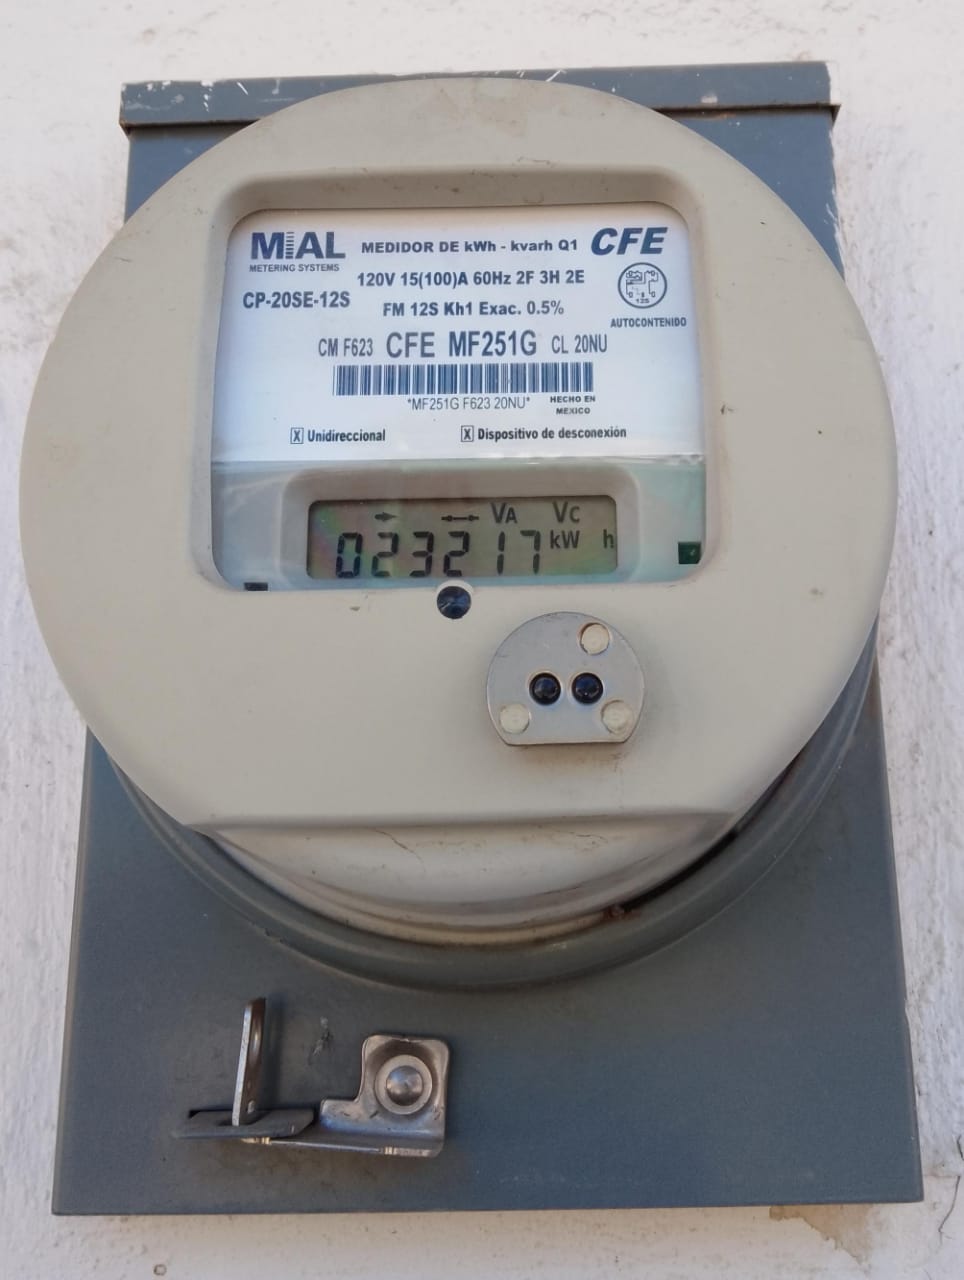 MIAL MEDIDOR DE kWh - kvarh Q1 CFE
METERING SYSTEMS
120V 15(100)A 60Hz 2F 3H 2E
CP-20SE-12S
FM 12S Kh1 Exac. 0.5%
12S
AUTOCONTENIDO
CM F623 CFE MF251G CL 20NU
*MF251G F623 20NU*
HECHO EN
MEXICO
X Unidireccional
X Dispositivo de desconexión
VA VC
023217 kW h